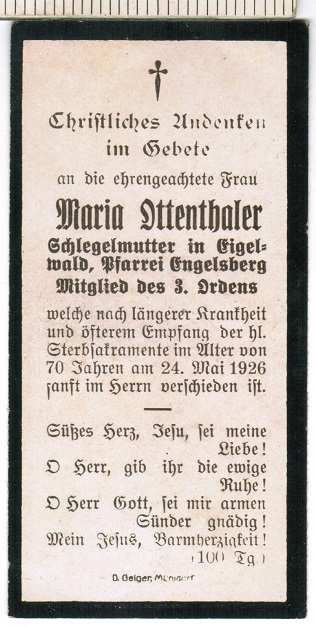 Christliches Andenken
im Gebete
an die ehrengeachtete Frau
Maria Ottenthaler
Schlegelmutter in Eigel-
wald, Pfarrei Engelsberg
Mitglied des 3. Ordens
welche nach längerer Krankheit
und öfterem Empfang der hl.
Sterbsakramente im Alter von
70 Jahren am 24. Mai 1926
sanft im Herrn verschieden ist.
Süßes Herz, Jesu, sei meine
Liebe!
O Herr, gib ihr die ewige
Ruhe!
O Herr Gott, sei mir armen
Sünder gnädig!
Mein Jesus, Barmherzigkeit!
(100 Tg)
D. Geiger, Mühldorf